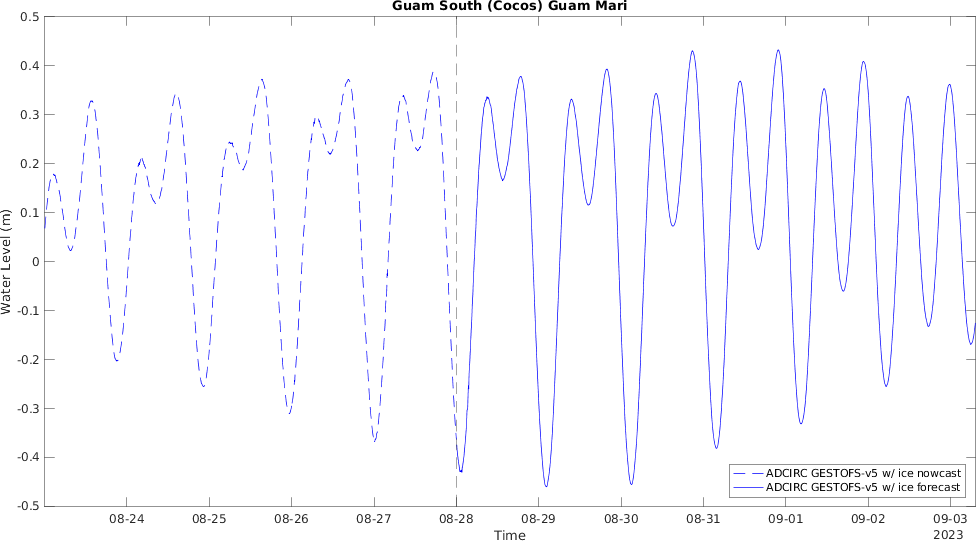 Guam South (Cocos) Guam Mari
0.5
0.4
0.3
0.2
0.1
0
-0.1
-0.2
-0.3
-0.4
-0.5
Water Level (m)
ADCIRC GESTOFS-v5 w/ ice nowcast
ADCIRC GESTOFS-v5 w/ ice forecast
08-24 08-25 08-26 08-27 08-28 08-29 08-30 08-31 09-01 09-02 09-03
Time 2023